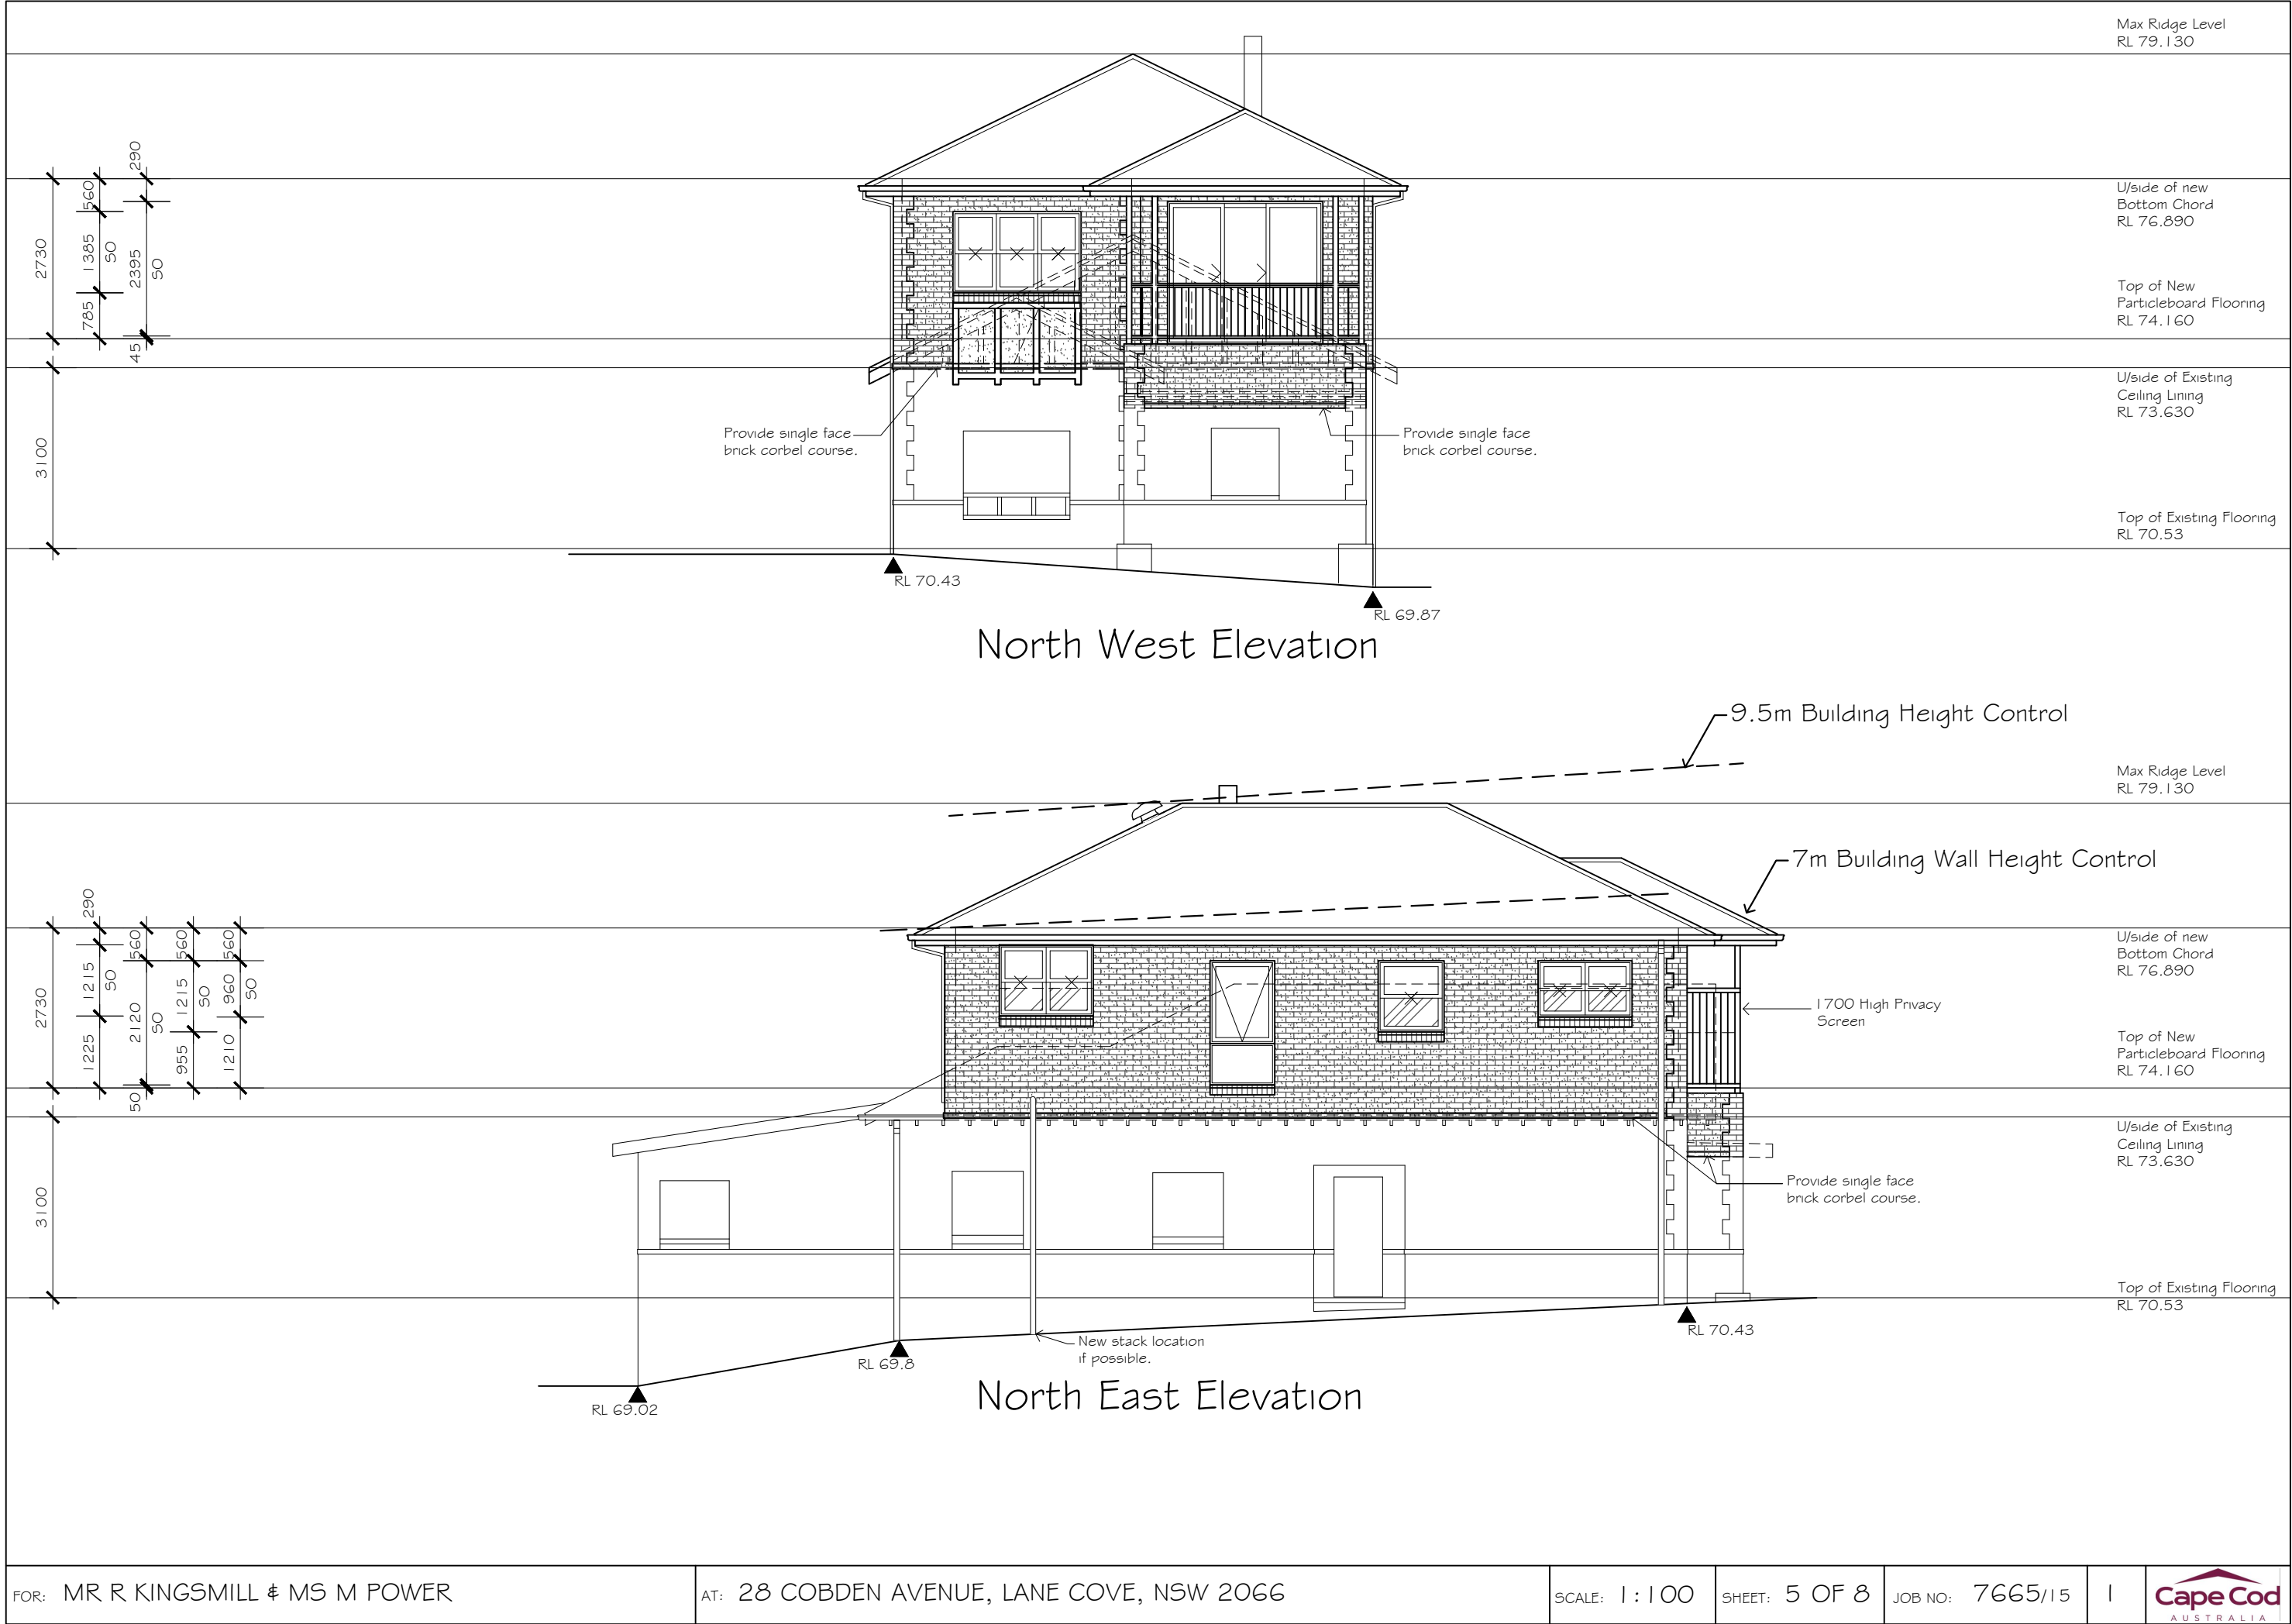 Max Ridge Level
RL 79.130
290
560
1385
50
2395
50
2730
785
45
3100
U/side of new
Bottom Chord
RL 76.890
Top of New
Particleboard Flooring
RL 74.160
U/side of Existing
Ceiling Lining
RL 73.630
Provide single face
brick corbel course.
Provide single face
brick corbel course.
Top of Existing Flooring
RL 70.53
RL 70.43
RL 69.87
North West Elevation
9.5m Building Height Control
Max Ridge Level
RL 79.130
7m Building Wall Height Control
290
560
560
560
1215
50
2120
50
1215
50
960
50
2730
1225
955
1210
50
3100
U/side of new
Bottom Chord
RL 76.890
1700 High Privacy
Screen
Top of New
Particleboard Flooring
RL 74.160
U/side of Existing
Ceiling Lining
RL 73.630
Provide single face
brick corbel course.
Top of Existing Flooring
RL 70.53
RL 70.43
New stack location
if possible.
RL 69.8
RL 69.02
North East Elevation
FOR: MR R KINGSMILL & MS M POWER
AT: 28 COBDEN AVENUE, LANE COVE, NSW 2066
SCALE: 1:100
SHEET: 5 OF 8
JOB NO: 7665/15
1
Cape Cod
AUSTRALIA